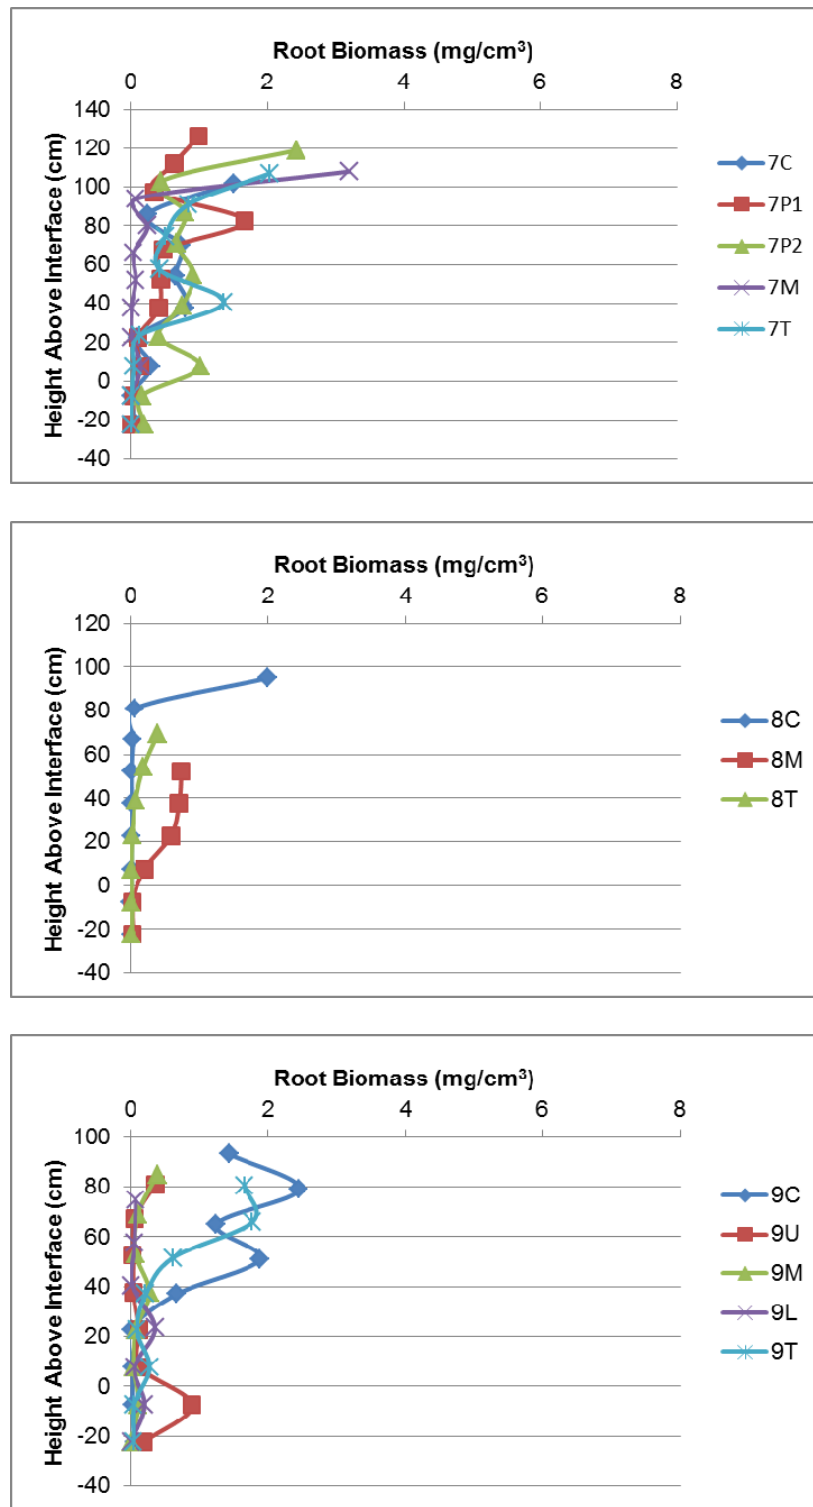 Root Biomass (mg/cm³)
0 2 4 6 8
Height Above Interface (cm)
140
120
100
80
60
40
20
0
-20
-40
7C
7P1
7P2
7M
7T
Root Biomass (mg/cm³)
0 2 4 6 8
Height Above Interface (cm)
120
100
80
60
40
20
0
-20
-40
8C
8M
8T
Root Biomass (mg/cm³)
0 2 4 6 8
Height Above Interface (cm)
100
80
60
40
20
0
-20
-40
9C
9U
9M
9L
9T